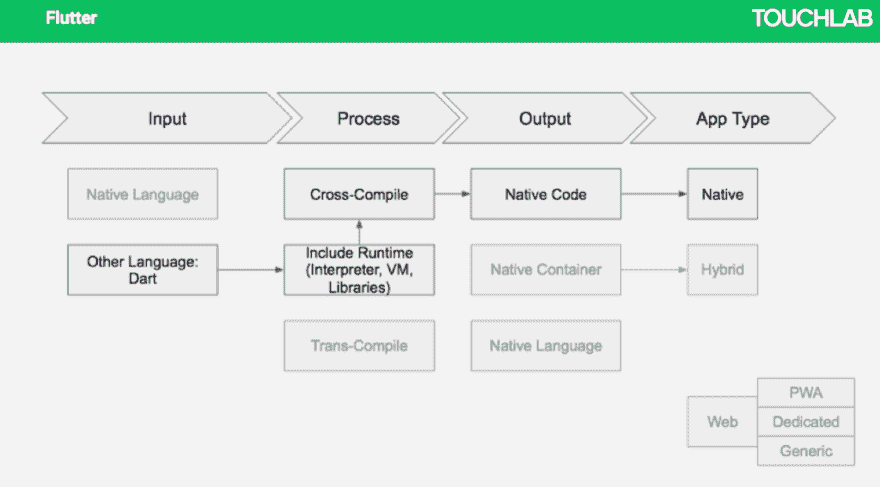 Flutter
TOUCHLAB
Input
Process
Output
App Type
Native Language
Cross-Compile
Native Code
Native
Other Language:
Dart
Include Runtime
(Interpreter, VM,
Libraries)
Native Container
Hybrid
Trans-Compile
Native Language
Web
PWA
Dedicated
Generic